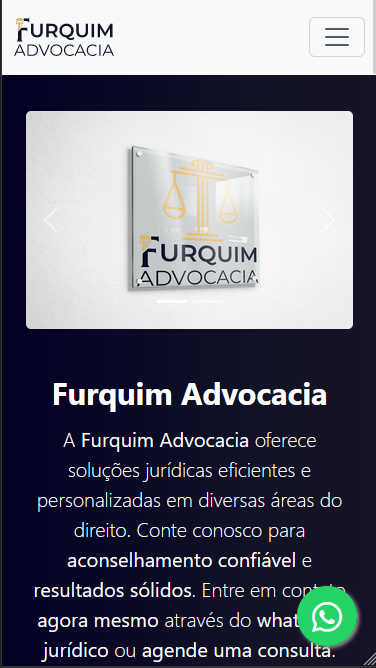 FURQUIM
ADVOCACIA
FURQUIM
ADVOCACIA
Furquim Advocacia
A Furquim Advocacia oferece
soluções jurídicas eficientes e
personalizadas em diversas áreas do
direito. Conte conosco para
aconselhamento confiável e
resultados sólidos. Entre em
agora mesmo através do
jurídico ou agende uma consulta.